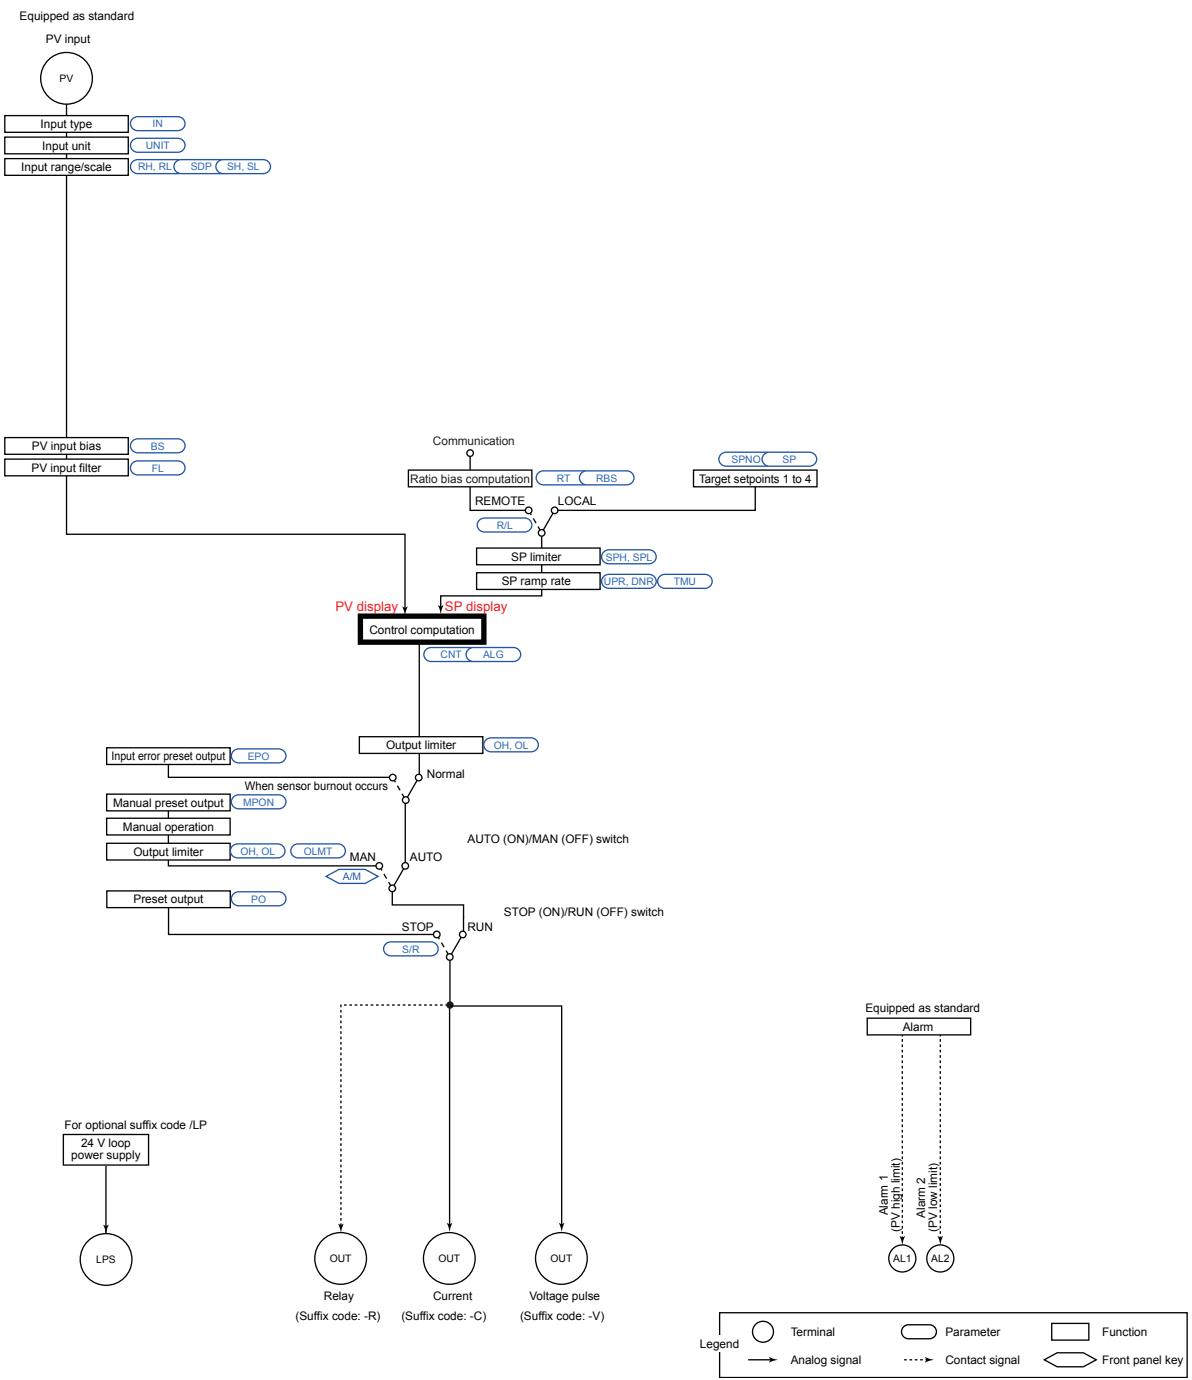 Equipped as standard
PV input
PV
Input type IN
Input unit UNIT
Input range/scale RH, RL SDP SH, SL
PV input bias BS
PV input filter FL
Communication
Ratio bias computation RT RBS
SPNO SP
Target setpoints 1 to 4
REMOTE LOCAL
R/L
SP limiter SPH, SPL
SP ramp rate UPR, DNR TMU
PV display SP display
Control computation
CNT ALG
Output limiter OH, OL
Input error preset output EPO
Normal
When sensor burnout occurs
Manual preset output MPON
Manual operation
Output limiter OH, OL OLMT
MAN AUTO
A/M
AUTO (ON)/MAN (OFF) switch
Preset output PO
STOP (ON)/RUN (OFF) switch
STOP RUN
S/R
Equipped as standard
Alarm
Alarm 1
(PV high limit)
Alarm 2
(PV low limit)
AL1 AL2
For optional suffix code /LP
24 V loop
power supply
LPS
OUT OUT OUT
Relay Current Voltage pulse
(Suffix code: -R) (Suffix code: -C) (Suffix code: -V)
Legend
Terminal Parameter Function
Analog signal Contact signal Front panel key